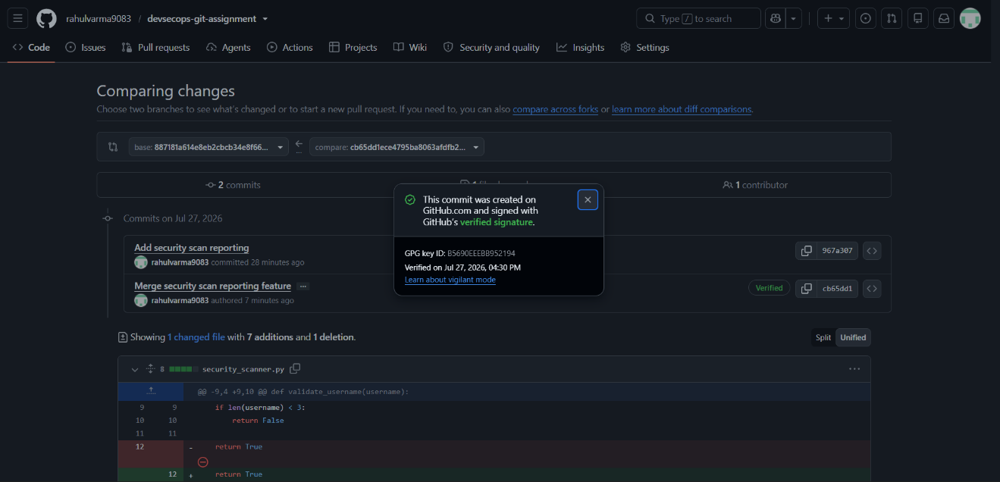 rahulvarma9083 / devsecops-git-assignment
Type / to search
Code Issues Pull requests Agents Actions Projects Wiki Security and quality Insights Settings
Comparing changes
Choose two branches to see what's changed or to start a new pull request. If you need to, you can also compare across forks or learn more about diff comparisons.
base: 887181a614e8eb2cbcb34e8f66... ... compare: cb65dd1ece4795ba8063afdfb2...
2 commits
1 contributor
This commit was created on
GitHub.com and signed with
GitHub's verified signature.
GPG key ID: B5690EEEBB952194
Verified on Jul 27, 2026, 04:30 PM
Learn about vigilant mode
Commits on Jul 27, 2026
Add security scan reporting
967a307
rahulvarma9083 committed 28 minutes ago
Merge security scan reporting feature ...
Verified cb65dd1
rahulvarma9083 authored 7 minutes ago
Showing 1 changed file with 7 additions and 1 deletion.
Split Unified
8 security_scanner.py
@@ -9,4 +9,10 @@ def validate_username(username):
9 9 if len(username) < 3:
10 10 return False
11 11
12 - return True
12 + return True